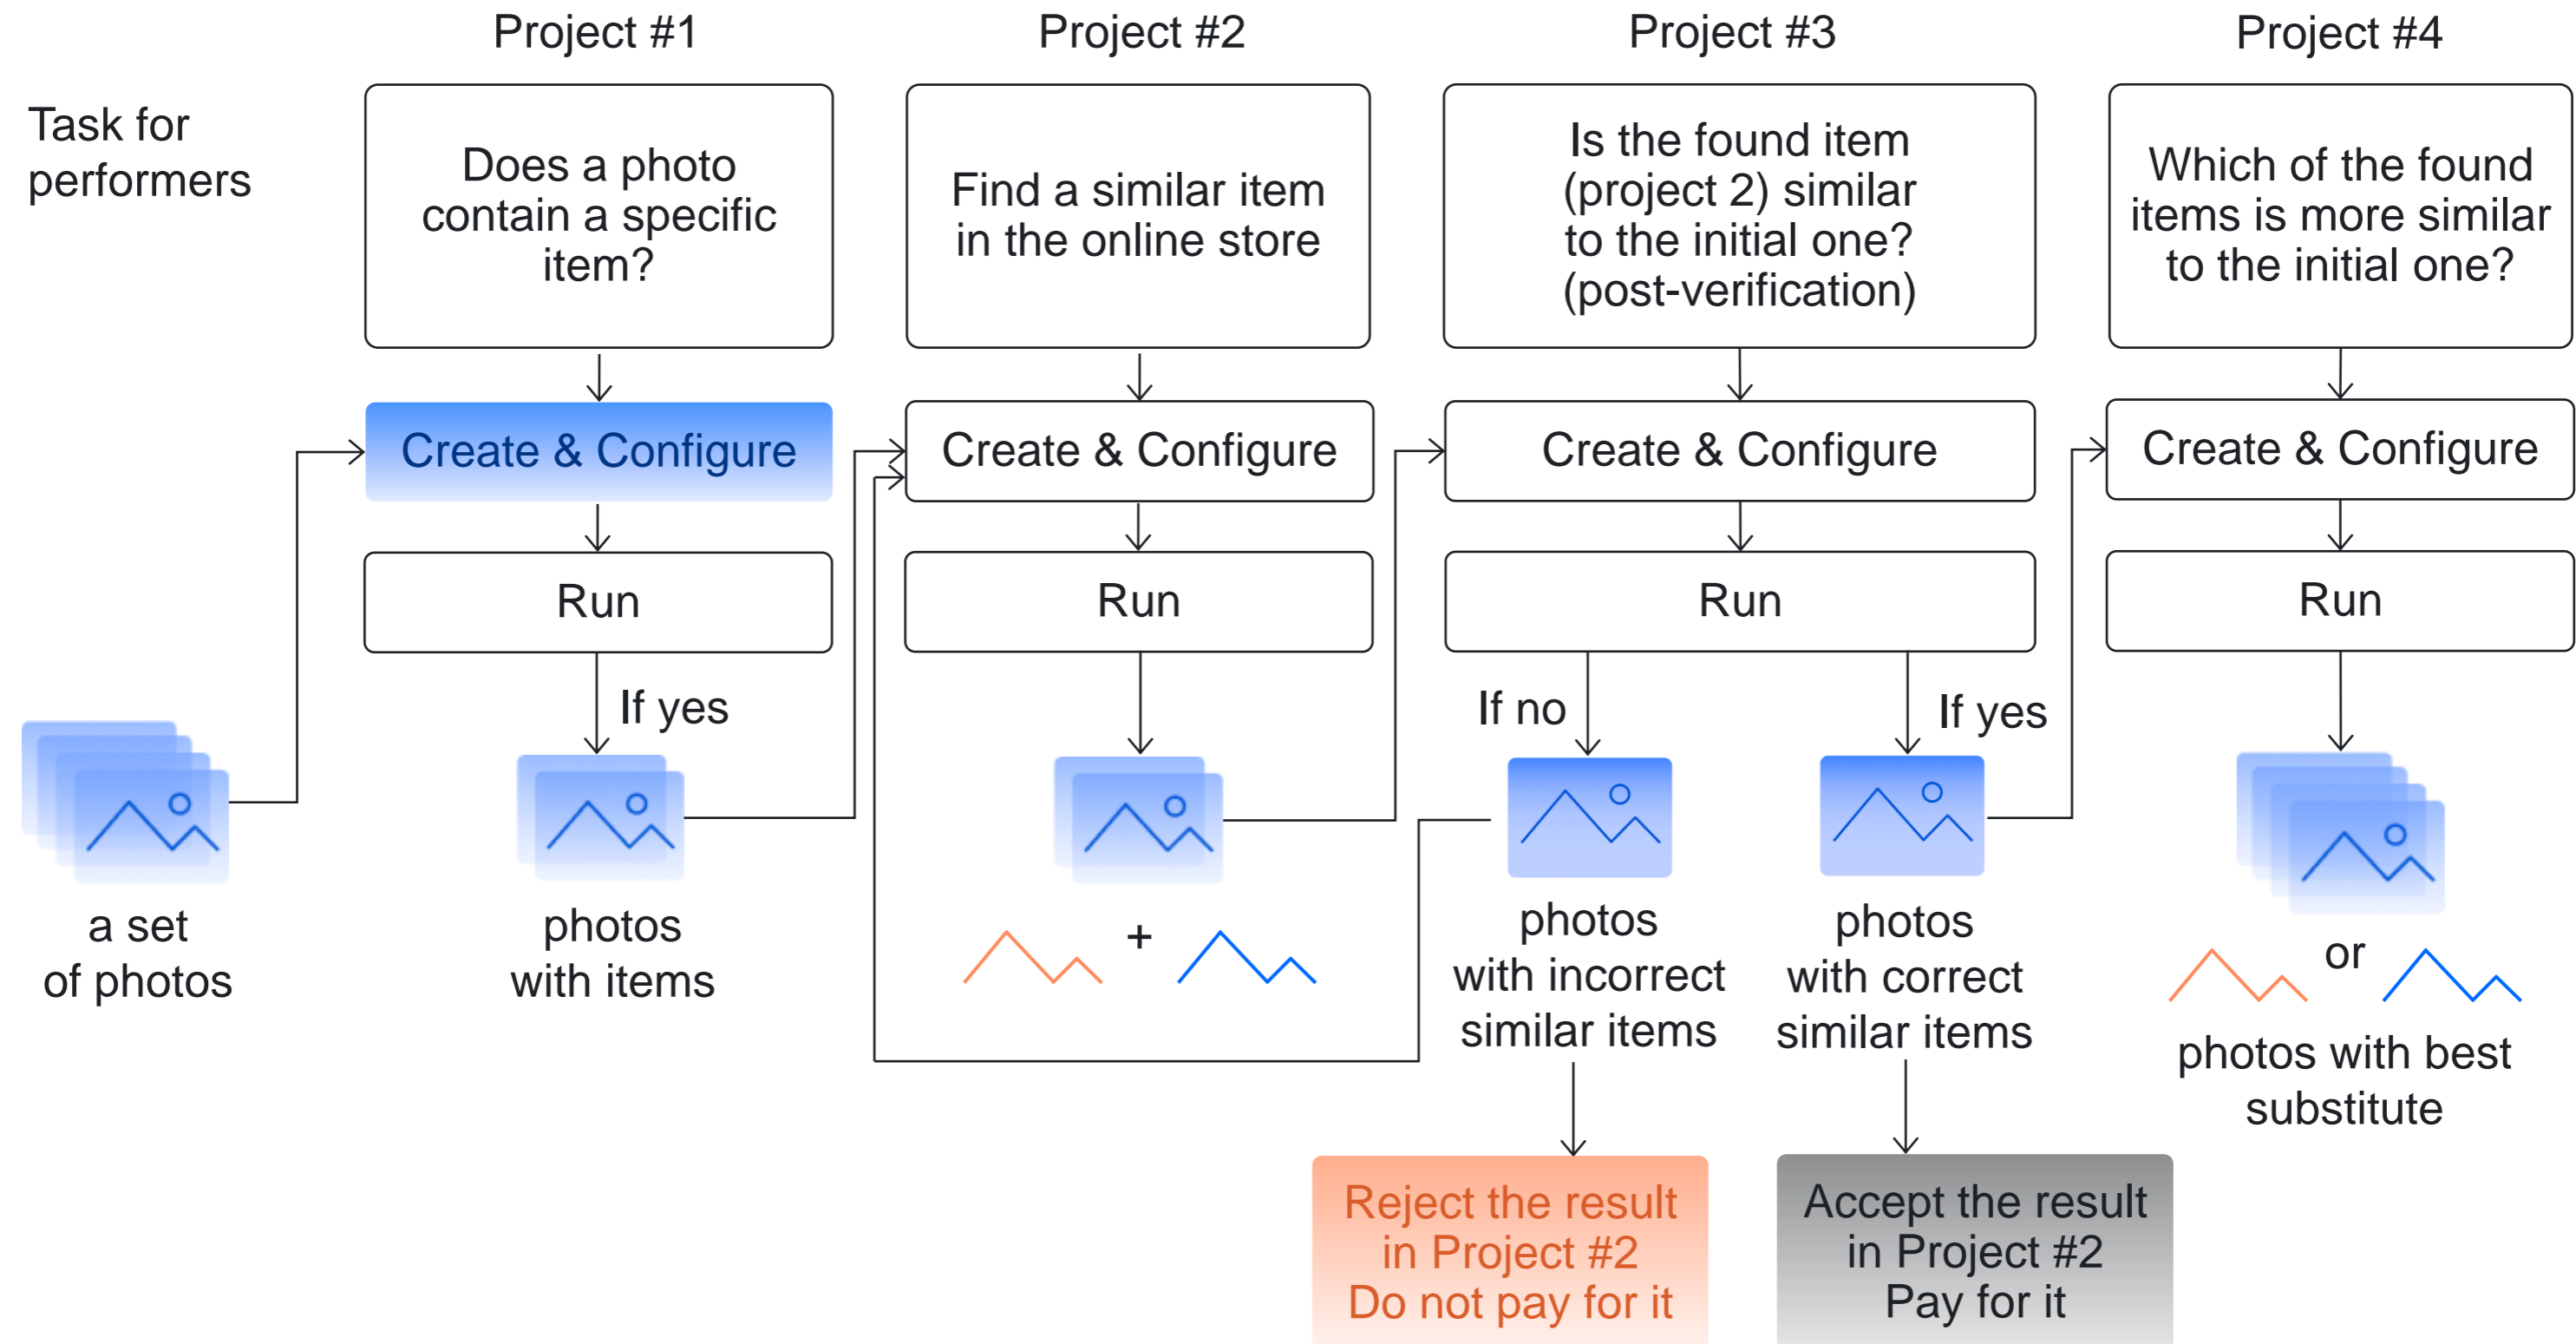 Project #1
Project #2
Project #3
Project #4
Task for
performers
Does a photo
contain a specific
item?
Find a similar item
in the online store
Is the found item
(project 2) similar
to the initial one?
(post-verification)
Which of the found
items is more similar
to the initial one?
Create & Configure
Create & Configure
Create & Configure
Create & Configure
Run
Run
Run
Run
If yes
If no
If yes
a set
of photos
photos
with items
+
photos
with incorrect
similar items
photos
with correct
similar items
or
photos with best
substitute
Reject the result
in Project #2
Do not pay for it
Accept the result
in Project #2
Pay for it